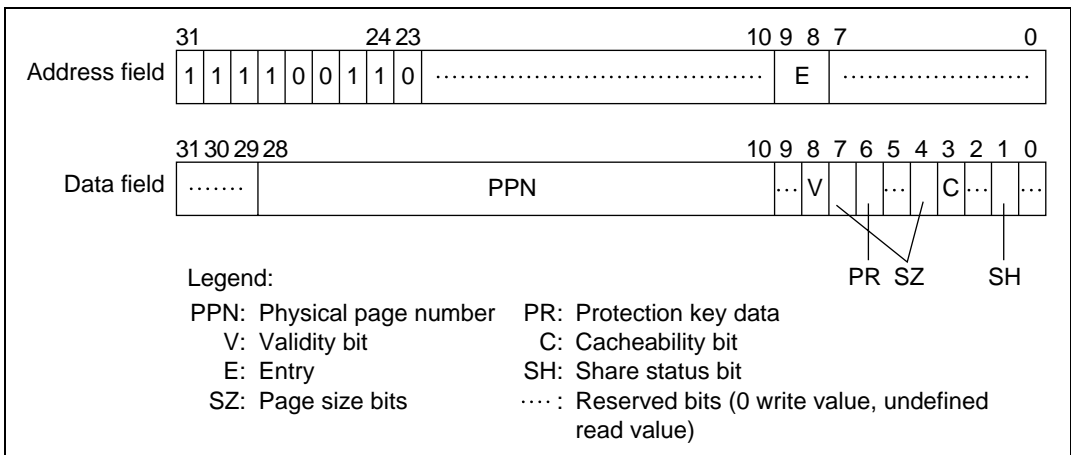 31 24 23 10 9 8 7 0
Address field 1 1 1 1 0 0 1 1 0 ······································ E ······················
31 30 29 28 10 9 8 7 6 5 4 3 2 1 0
Data field ······· PPN ··· V ··· C ··· ···
PR SZ SH
Legend:
PPN: Physical page number PR: Protection key data
V: Validity bit C: Cacheability bit
E: Entry SH: Share status bit
SZ: Page size bits ···· : Reserved bits (0 write value, undefined
read value)